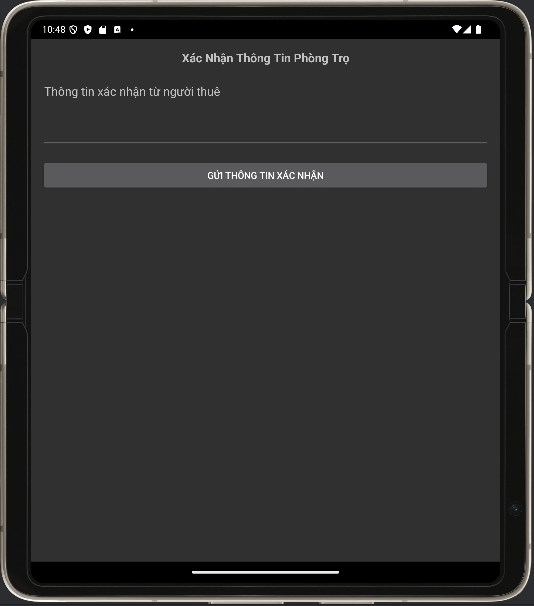 10:48
Xác Nhận Thông Tin Phòng Trọ
Thông tin xác nhận từ người thuê
GỬI THÔNG TIN XÁC NHẬN